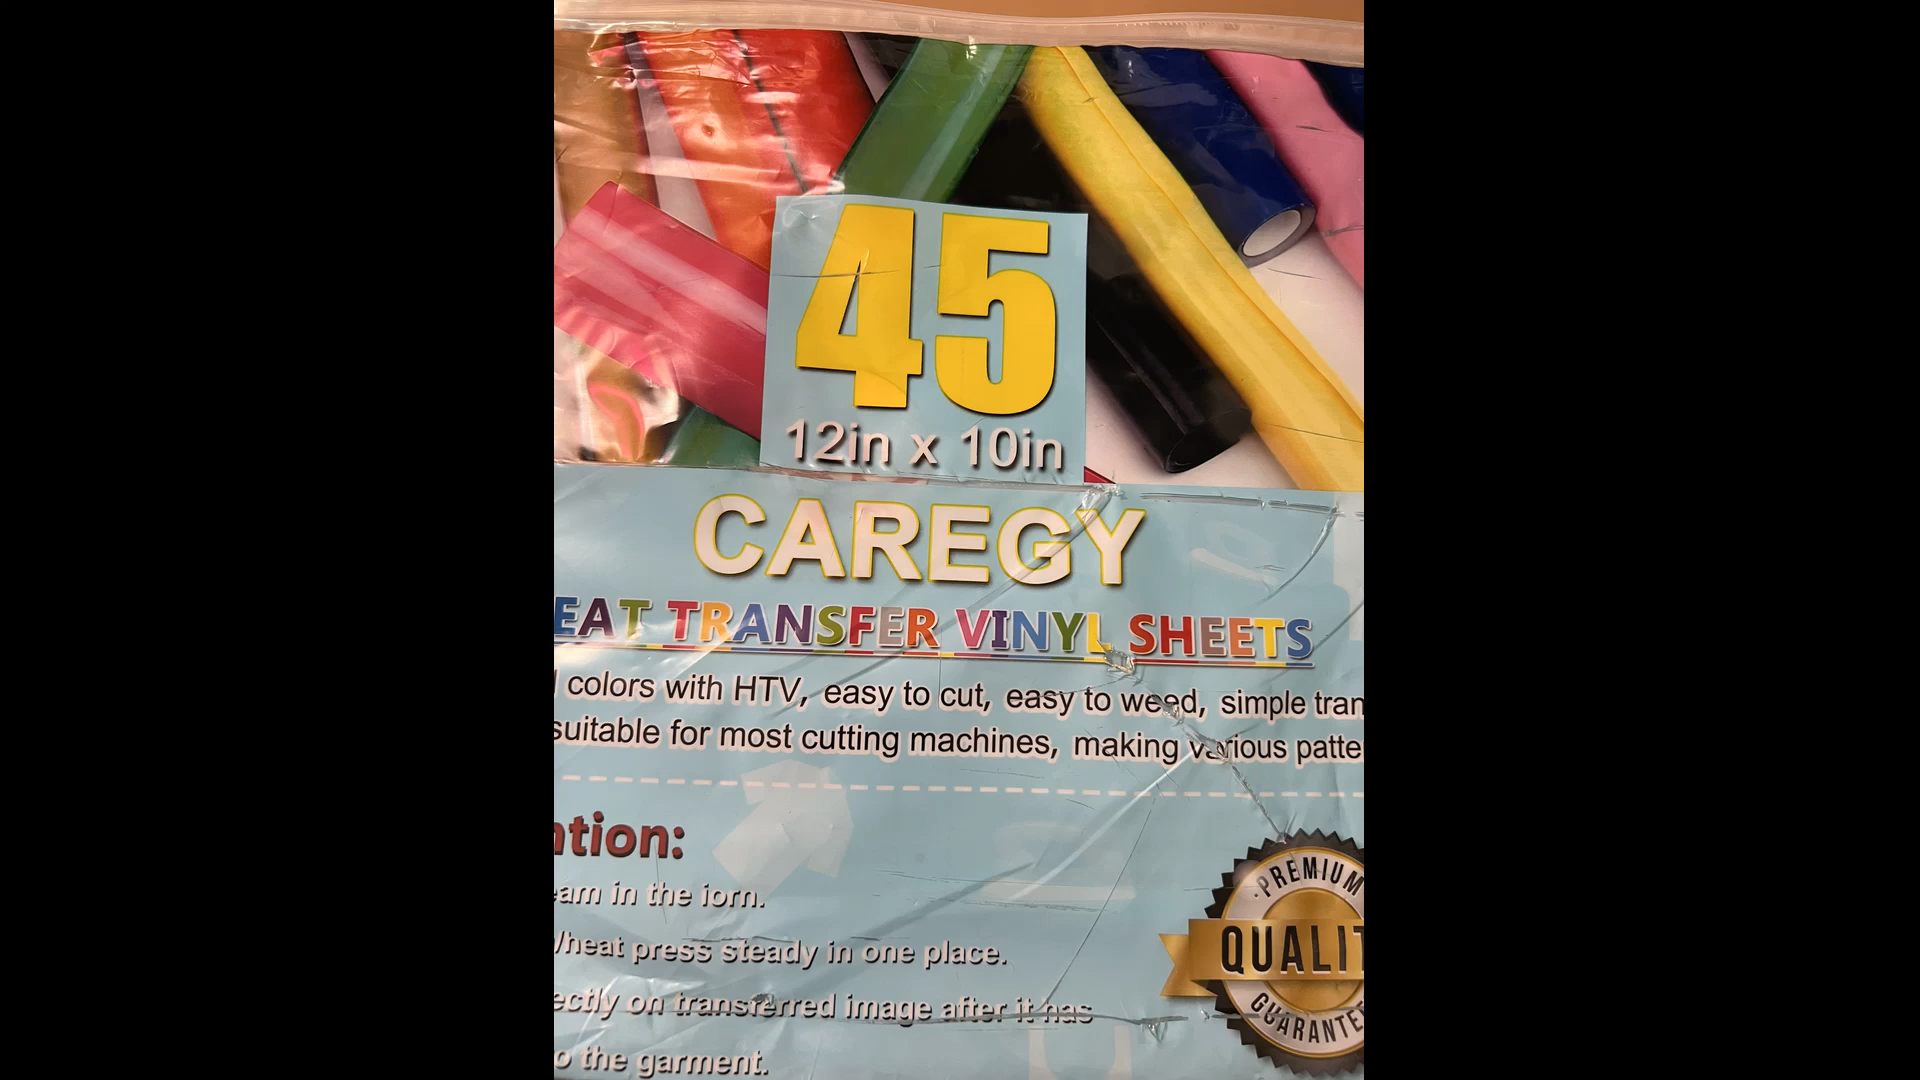 45
12in x 10in
CAREGY
EAT TRANSFER VINYL SHEETS
colors with HTV, easy to cut, easy to weed, simple tran
suitable for most cutting machines, making various patte
ntion:
eam in the iorn.
/heat press steady in one place.
ectly on transferred image after it has
o the garment.
·PREMIUM
QUALIT
GUARANTE